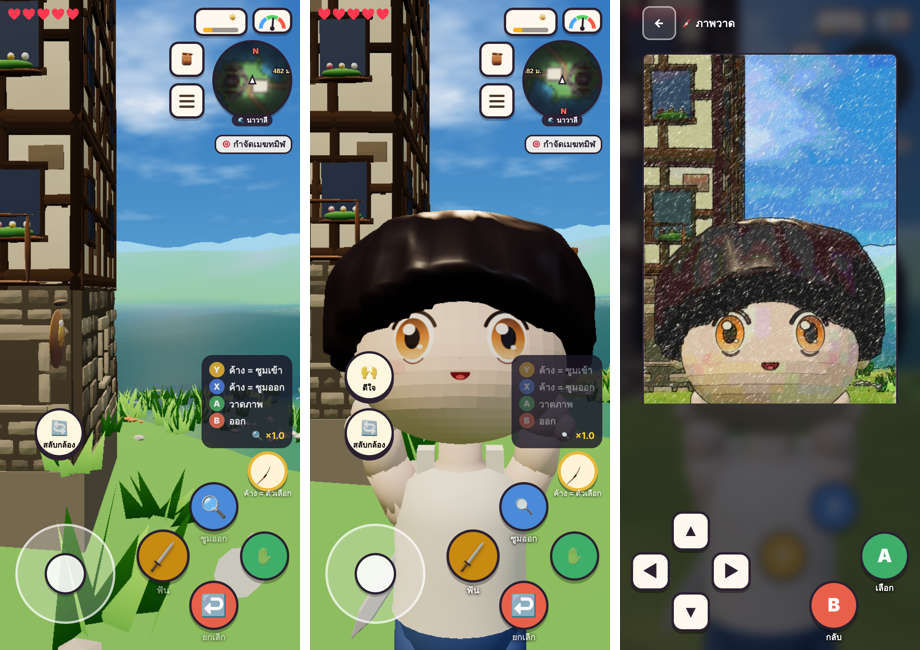 N
482 ม.
นาวาลี
กำจัดเมฆทมิฬ
Y ค้าง = ซูมเข้า
X ค้าง = ซูมออก
A วาดภาพ
B ออก
×1.0
สลับกล้อง
ค้าง = ตัวเลือก
ซูมออก
ฟัน
ยกเลิก
82 ม.
N
นาวาลี
กำจัดเมฆทมิฬ
ดีใจ
Y ค้าง = ซูมเข้า
X ค้าง = ซูมออก
A วาดภาพ
B ออก
×1.0
สลับกล้อง
ค้าง = ตัวเลือก
ซูมออก
ฟัน
ยกเลิก
ภาพวาด
A
เลือก
B
กลับ